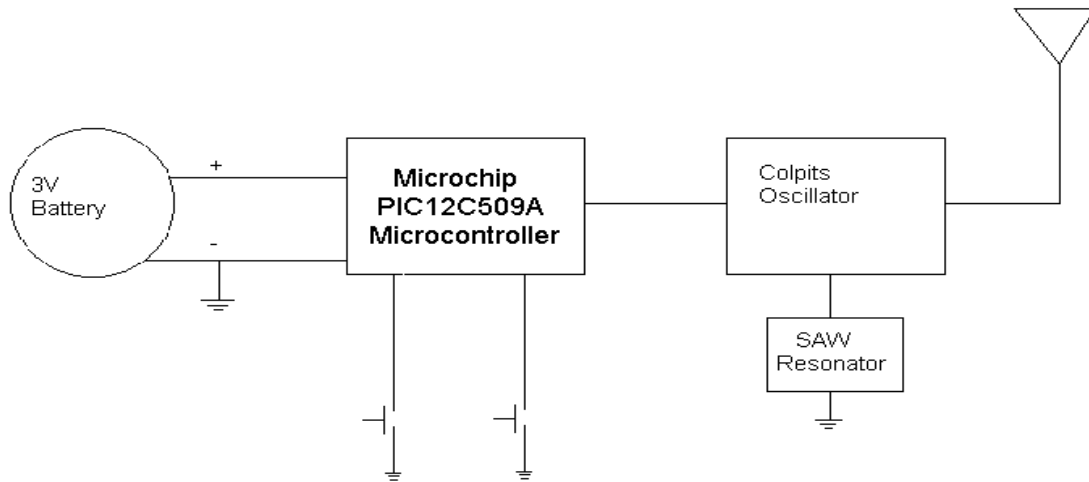 3V
Battery
+
-
Microchip
PIC12C509A
Microcontroller
Colpits
Oscillator
SAW
Resonator